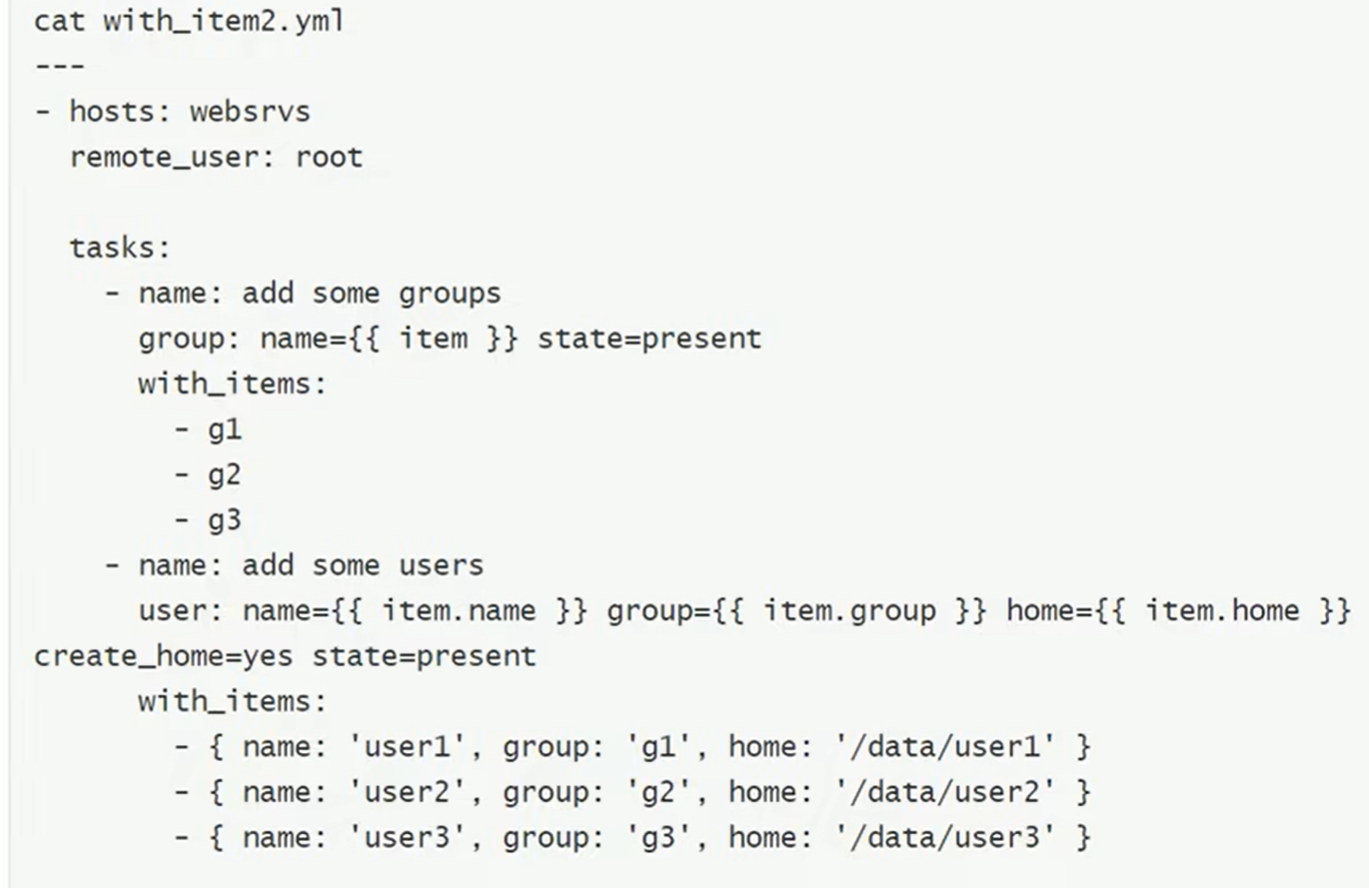 cat with_item2.yml
---
- hosts: websrvs
  remote_user: root

  tasks:
    - name: add some groups
      group: name={{ item }} state=present
      with_items:
        - g1
        - g2
        - g3
    - name: add some users
      user: name={{ item.name }} group={{ item.group }} home={{ item.home }}
create_home=yes state=present
      with_items:
        - { name: 'user1', group: 'g1', home: '/data/user1' }
        - { name: 'user2', group: 'g2', home: '/data/user2' }
        - { name: 'user3', group: 'g3', home: '/data/user3' }